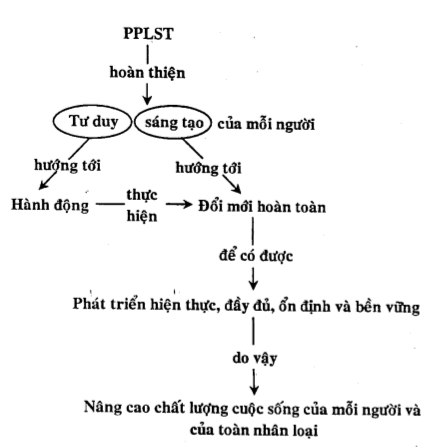 PPLST
hoàn thiện
Tư duy sáng tạo của mỗi người
hướng tới hướng tới
Hành động thực hiện Đổi mới hoàn toàn
để có được
Phát triển hiện thực, đầy đủ, ổn định và bền vững
do vậy
Nâng cao chất lượng cuộc sống của mỗi người và
của toàn nhân loại